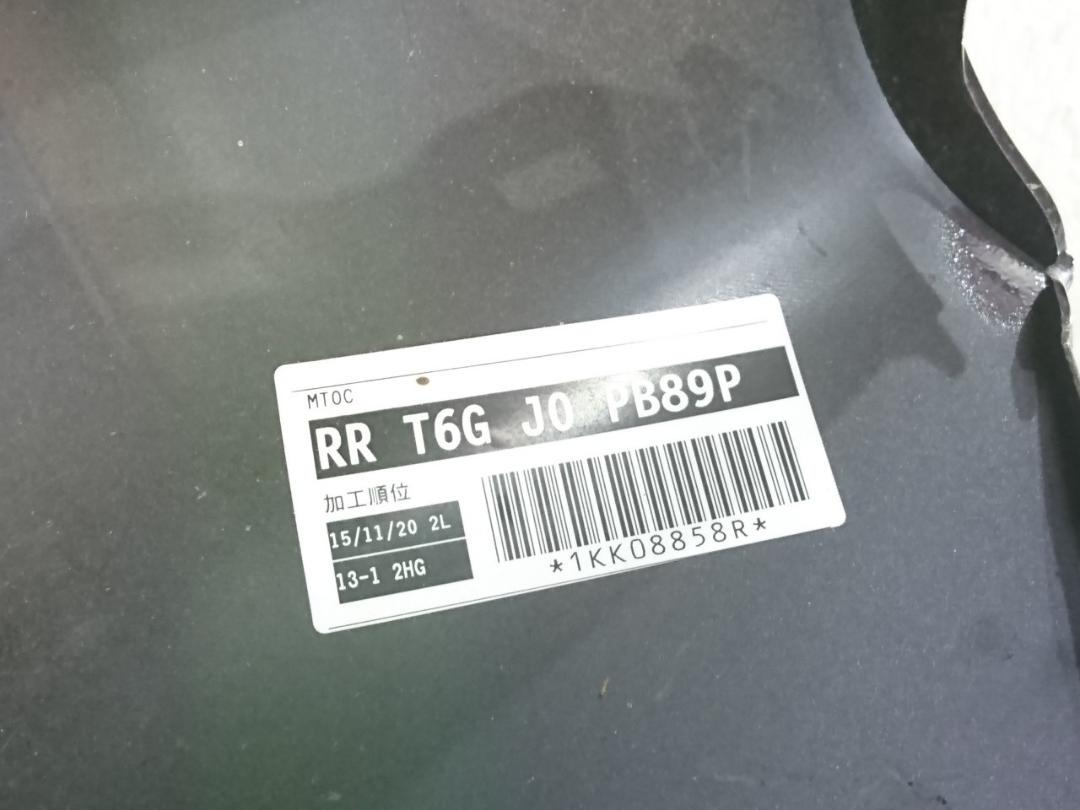 MTOC
RR T6G J0 PB89P
加工順位
15/11/20 2L
13-1 2HG
*1KK08858R*